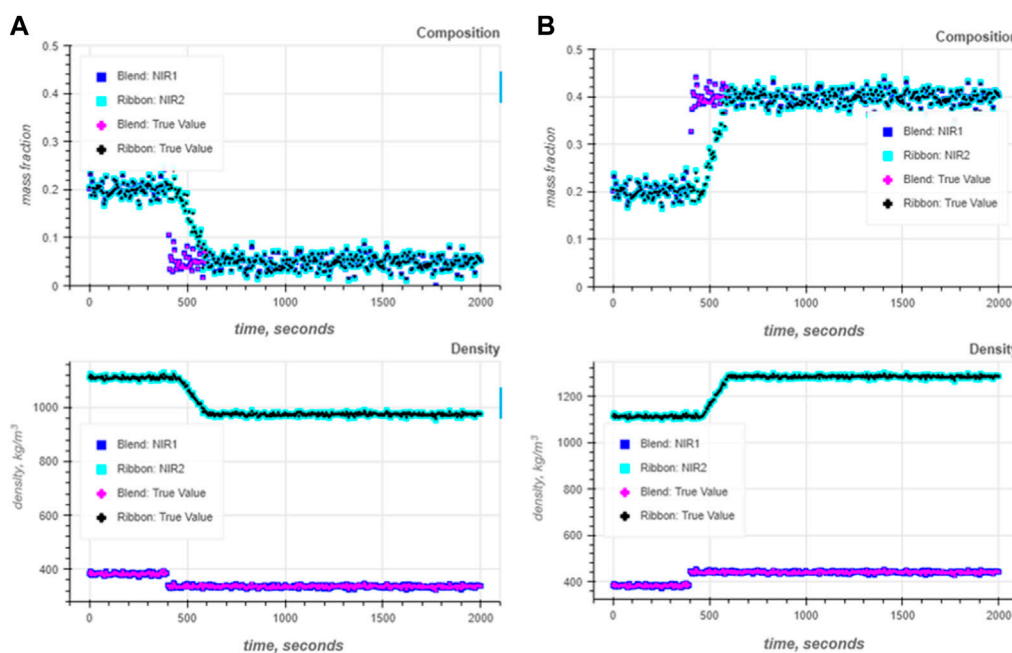 A
Composition
0.5
0.4
0.3
0.2
0.1
0
mass fraction
Blend: NIR1
Ribbon: NIR2
Blend: True Value
Ribbon: True Value
0 500 1000 1500 2000
time, seconds
Density
1000
800
600
400
density, kg/m³
Blend: NIR1
Ribbon: NIR2
Blend: True Value
Ribbon: True Value
0 500 1000 1500 2000
time, seconds
B
Composition
0.5
0.4
0.3
0.2
0.1
0
mass fraction
Blend: NIR1
Ribbon: NIR2
Blend: True Value
Ribbon: True Value
0 500 1000 1500 2000
time, seconds
Density
1200
1000
800
600
400
density, kg/m³
Blend: NIR1
Ribbon: NIR2
Blend: True Value
Ribbon: True Value
0 500 1000 1500 2000
time, seconds